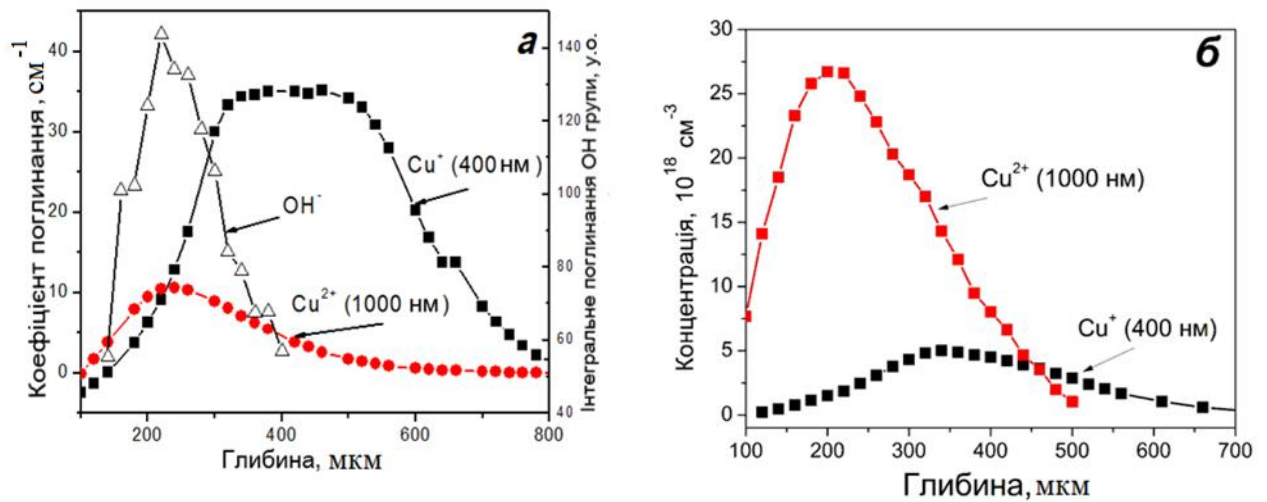 а
Коефіцієнт поглинання, см-1
40
30
20
10
0
140
120
100
80
60
40
Інтегральне поглинання ОН групи, у.о.
Cu+ (400 нм)
OH-
Cu2+ (1000 нм)
200
400
600
800
Глибина, мкм
б
Концентрація, 10^18 см-3
30
25
20
15
10
5
0
Cu2+ (1000 нм)
Cu+ (400 нм)
100
200
300
400
500
600
700
Глибина, мкм